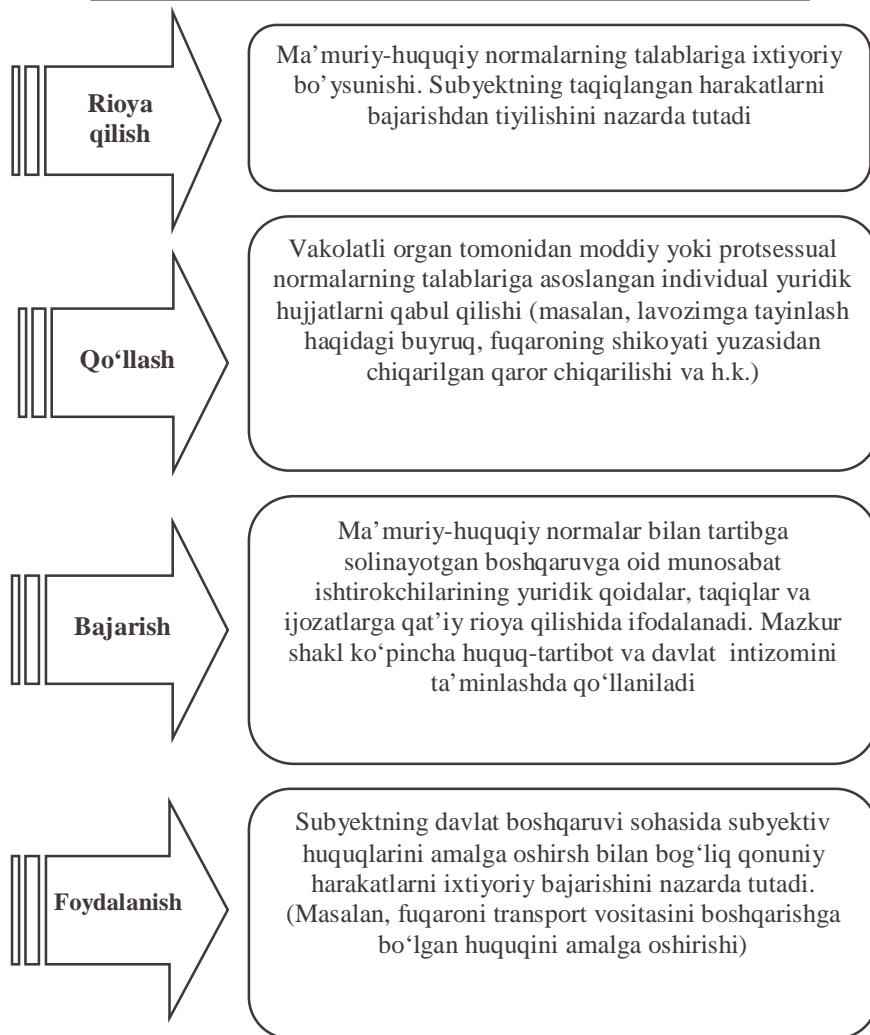 Rioya
qilish
Ma’muriy-huquqiy normalarning talablariga ixtiyoriy
bo’ysunishi. Subyektning taqiqlangan harakatlarni
bajarishdan tiyilishini nazarda tutadi
Qo‘llash
Vakolatli organ tomonidan moddiy yoki protsessual
normalarning talablariga asoslangan individual yuridik
hujjatlarni qabul qilishi (masalan, lavozimga tayinlash
haqidagi buyruq, fuqaroning shikoyati yuzasidan
chiqarilgan qaror chiqarilishi va h.k.)
Bajarish
Ma’muriy-huquqiy normalar bilan tartibga
solinayotgan boshqaruvga oid munosabat
ishtirokchilarining yuridik qoidalar, taqiqlar va
ijozatlarga qat’iy rioya qilishida ifodalanadi. Mazkur
shakl ko‘pincha huquq-tartibot va davlat intizomini
ta’minlashda qo‘llaniladi
Foydalanish
Subyektning davlat boshqaruvi sohasida subyektiv
huquqlarini amalga oshirsh bilan bog‘liq qonuniy
harakatlarni ixtiyoriy bajarishini nazarda tutadi.
(Masalan, fuqaroni transport vositasini boshqarishga
bo‘lgan huquqini amalga oshirishi)